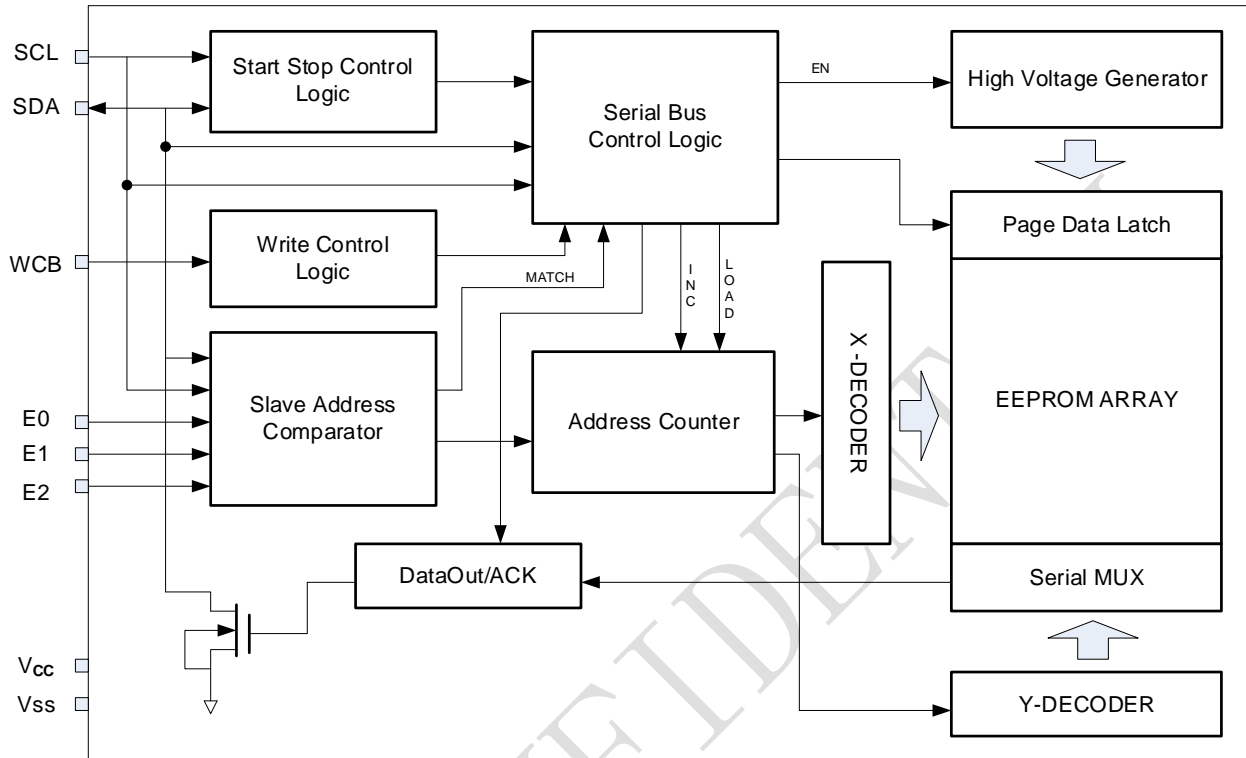 SCL
SDA
WCB
E0
E1
E2
Vcc
Vss
Start Stop Control
Logic
Write Control
Logic
Slave Address
Comparator
Serial Bus
Control Logic
MATCH
INC
LOAD
EN
Address Counter
DataOut/ACK
X -DECODER
High Voltage Generator
Page Data Latch
EEPROM ARRAY
Serial MUX
Y-DECODER